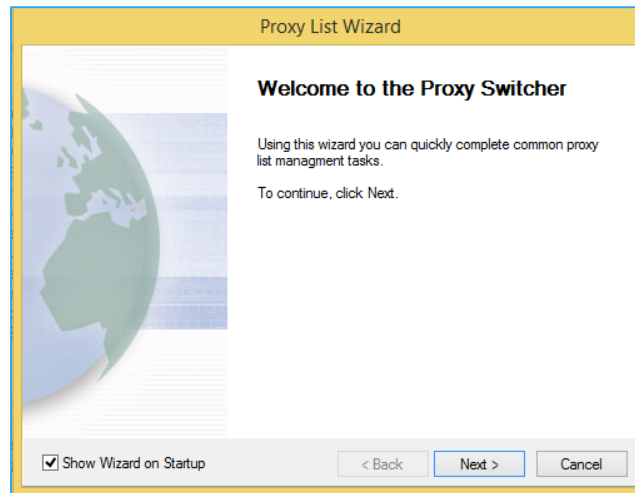 Proxy List Wizard
Welcome to the Proxy Switcher
Using this wizard you can quickly complete common proxy
list managment tasks.
To continue, click Next.
Show Wizard on Startup
< Back
Next >
Cancel